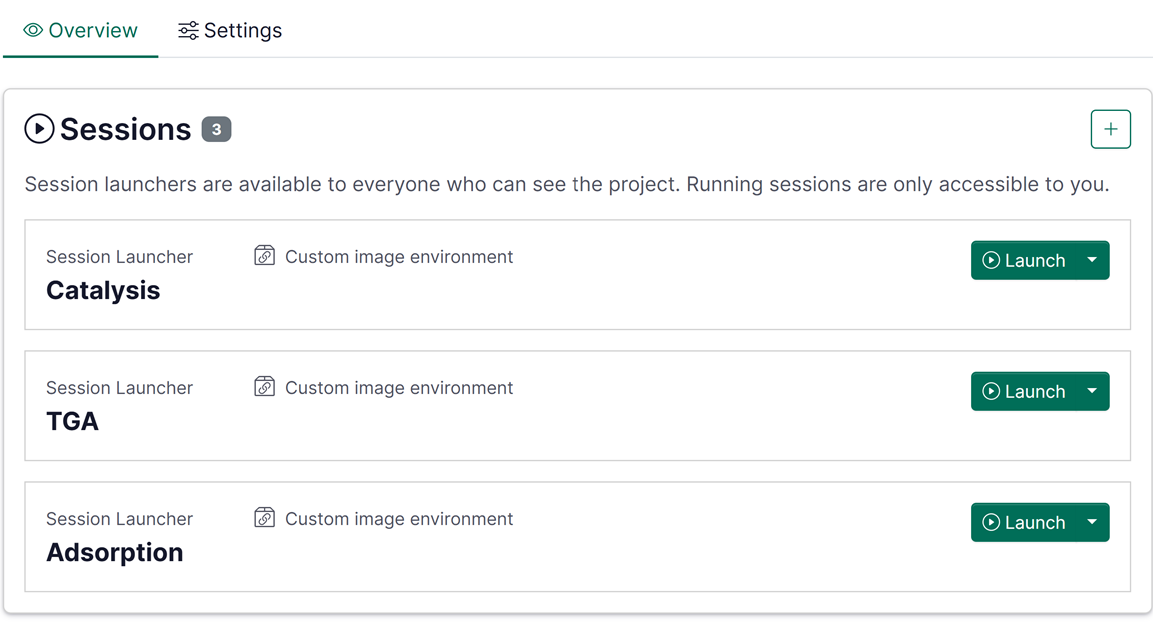 Overview Settings
Sessions 3
Session launchers are available to everyone who can see the project. Running sessions are only accessible to you.
Session Launcher Custom image environment Launch
Catalysis
Session Launcher Custom image environment Launch
TGA
Session Launcher Custom image environment Launch
Adsorption